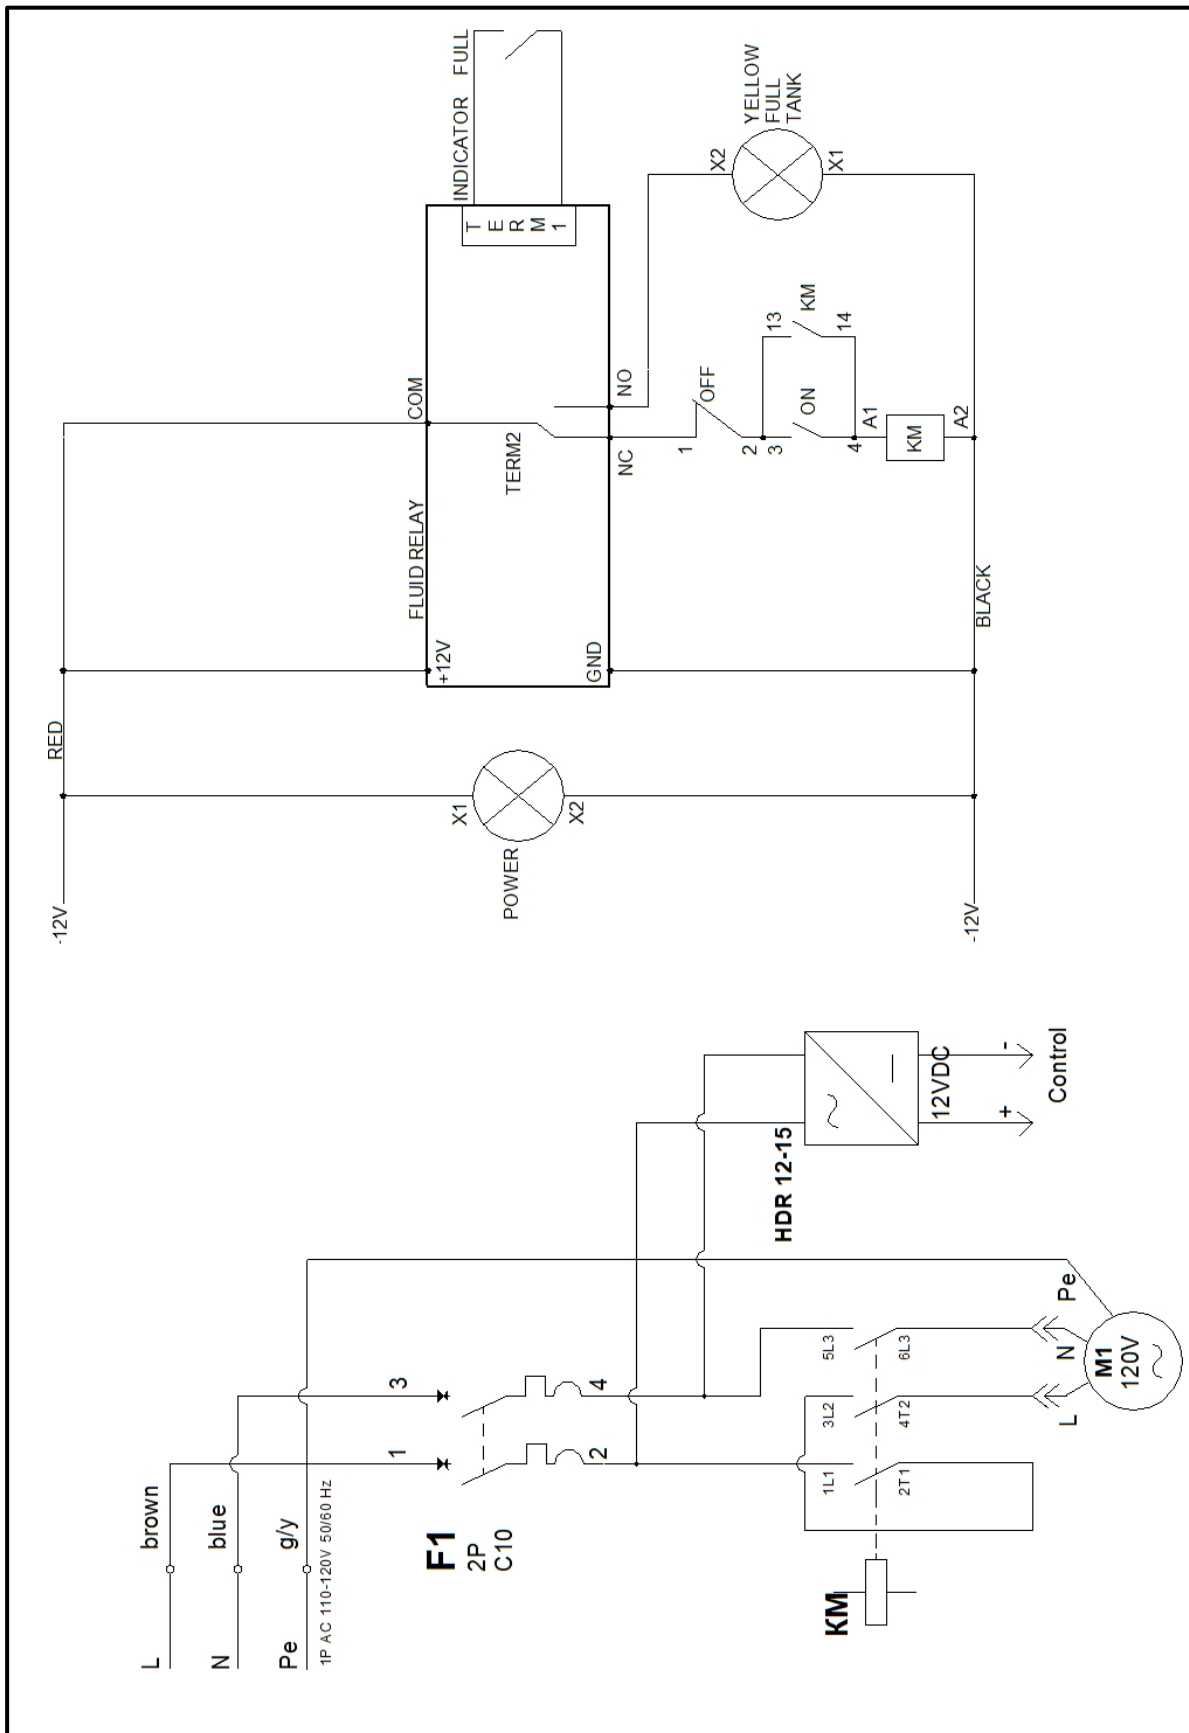 L
brown
N
blue
Pe
g/y
1P AC 110-120V 50/60 Hz
1
3
F1
2P
C10
2
4
HDR 12-15
12VDC
+
-
Control
KM
1L1
3L2
5L3
2T1
4T2
6L3
L
N
Pe
M1
120V
-12V
RED
COM
FLUID RELAY
+12V
INDICATOR FULL
TERM1
X1
X2
POWER
TERM2
GND
NC
NO
1
OFF
2
3
ON
4
13
KM
14
A1
KM
A2
X2
YELLOW
FULL
TANK
X1
-12V
BLACK